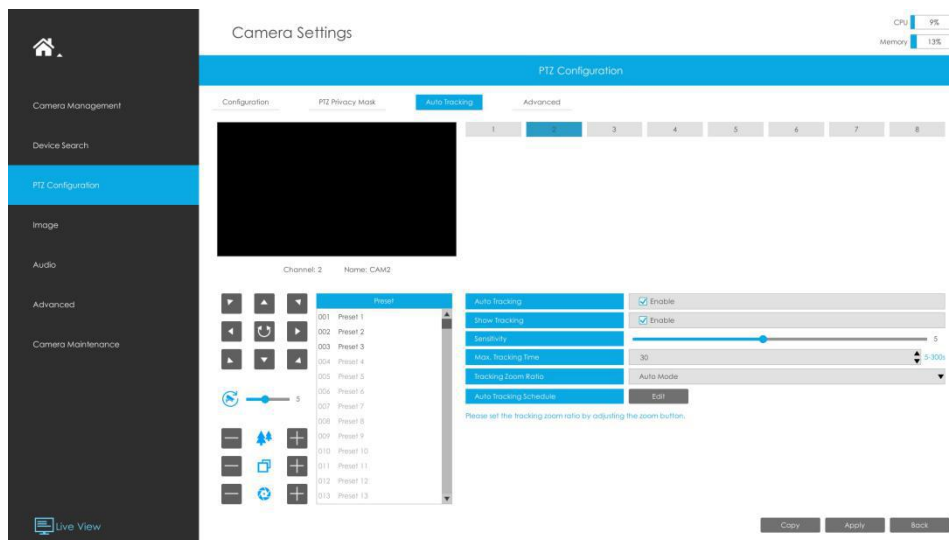 Camera Settings
CPU 9%
Memory 13%
PTZ Configuration
Camera Management
Device Search
PTZ Configuration
Image
Audio
Advanced
Camera Maintenance
Live View
Configuration PTZ Privacy Mask Auto Tracking Advanced
1 2 3 4 5 6 7 8
Channel: 2 Name: CAM2
5
Preset
001 Preset 1
002 Preset 2
003 Preset 3
004 Preset 4
005 Preset 5
006 Preset 6
007 Preset 7
008 Preset 8
009 Preset 9
010 Preset 10
011 Preset 11
012 Preset 12
013 Preset 13
Auto Tracking Enable
Show Tracking Enable
Sensitivity 5
Max. Tracking Time 30 5-300s
Tracking Zoom Ratio Auto Mode
Auto Tracking Schedule Edit
Please set the tracking zoom ratio by adjusting the zoom button.
Copy Apply Back